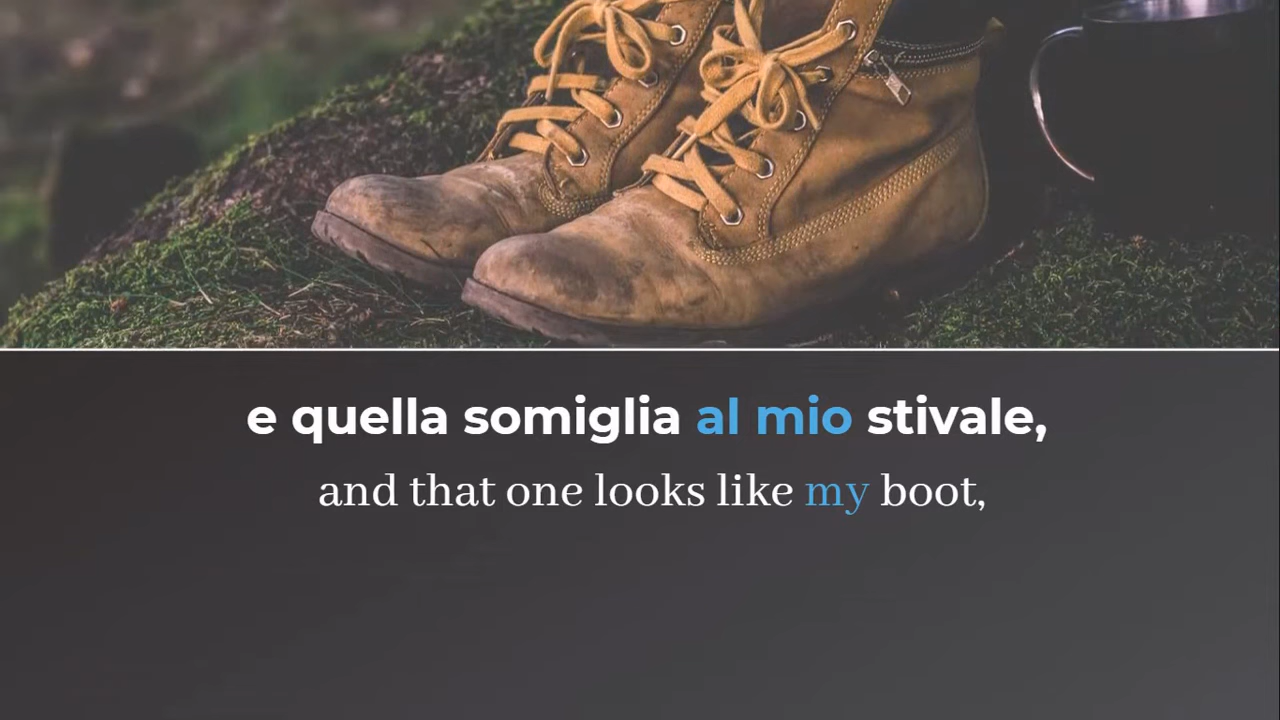 e quella somiglia al mio stivale,
and that one looks like my boot,